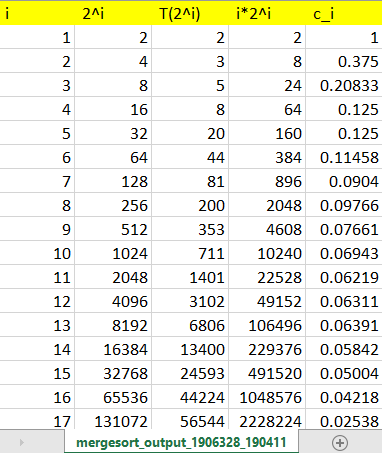 i 2^i T(2^i) i*2^i c_i
1 2 2 2 1
2 4 3 8 0.375
3 8 5 24 0.20833
4 16 8 64 0.125
5 32 20 160 0.125
6 64 44 384 0.11458
7 128 81 896 0.0904
8 256 200 2048 0.09766
9 512 353 4608 0.07661
10 1024 711 10240 0.06943
11 2048 1401 22528 0.06219
12 4096 3102 49152 0.06311
13 8192 6806 106496 0.06391
14 16384 13400 229376 0.05842
15 32768 24593 491520 0.05004
16 65536 44224 1048576 0.04218
17 131072 56544 2228224 0.02538
mergesort_output_1906328_190411